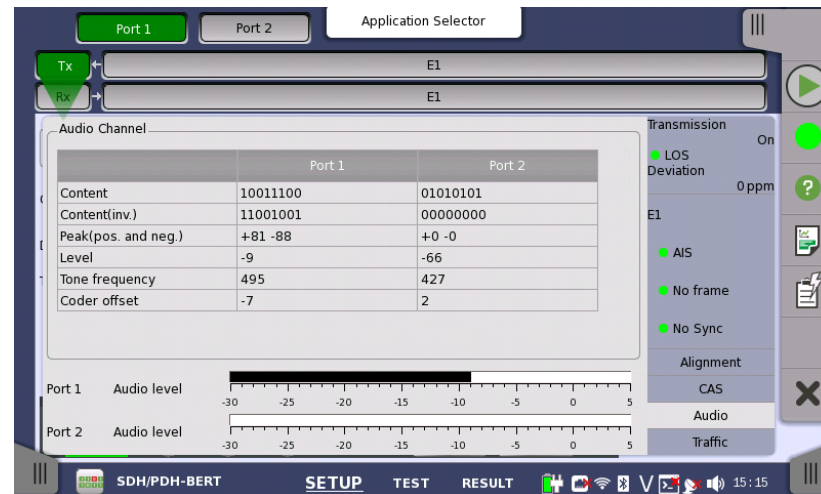 Port 1 Port 2 Application Selector
Tx E1
Rx E1
Audio Channel
Port 1 Port 2
Content 10011100 01010101
Content(inv.) 11001001 00000000
Peak(pos. and neg.) +81 -88 +0 -0
Level -9 -66
Tone frequency 495 427
Coder offset -7 2
Transmission
On
LOS
Deviation
0 ppm
E1
AIS
No frame
No Sync
Alignment
CAS
Audio
Traffic
Port 1 Audio level
-30 -25 -20 -15 -10 -5 0 5
Port 2 Audio level
-30 -25 -20 -15 -10 -5 0 5
SDH/PDH-BERT SETUP TEST RESULT V 15:15